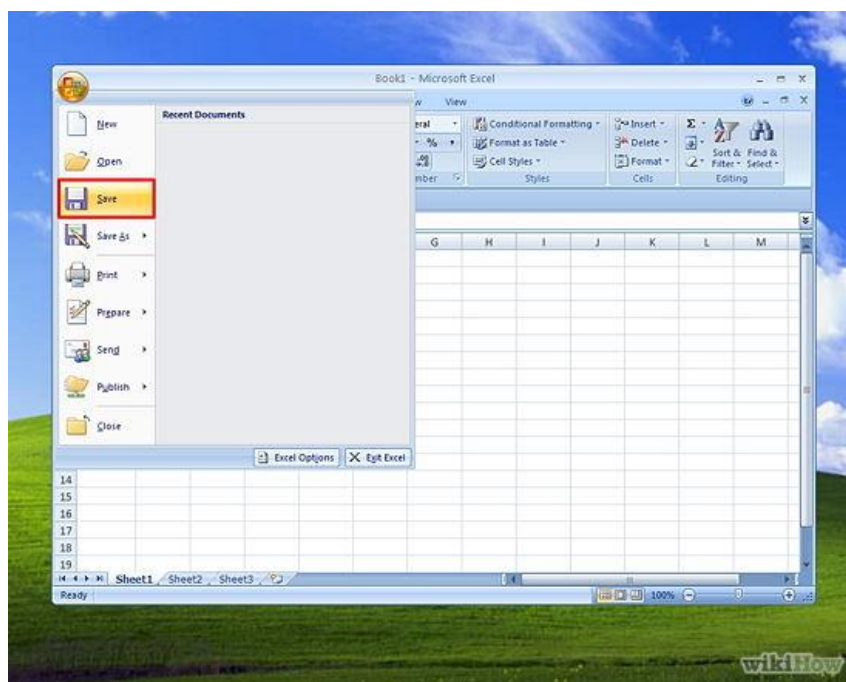 Book1 - Microsoft Excel
View
New
Recent Documents
Open
Save
Save As
Print
Prepare
Send
Publish
Close
Excel Options
Exit Excel
Conditional Formatting
Format as Table
Cell Styles
Styles
Insert
Delete
Format
Cells
Σ
Sort &
Filter
Find &
Select
Editing
%
G H I J K L M
14
15
16
17
18
19
Sheet1 Sheet2 Sheet3
Ready
100%
wikiHow